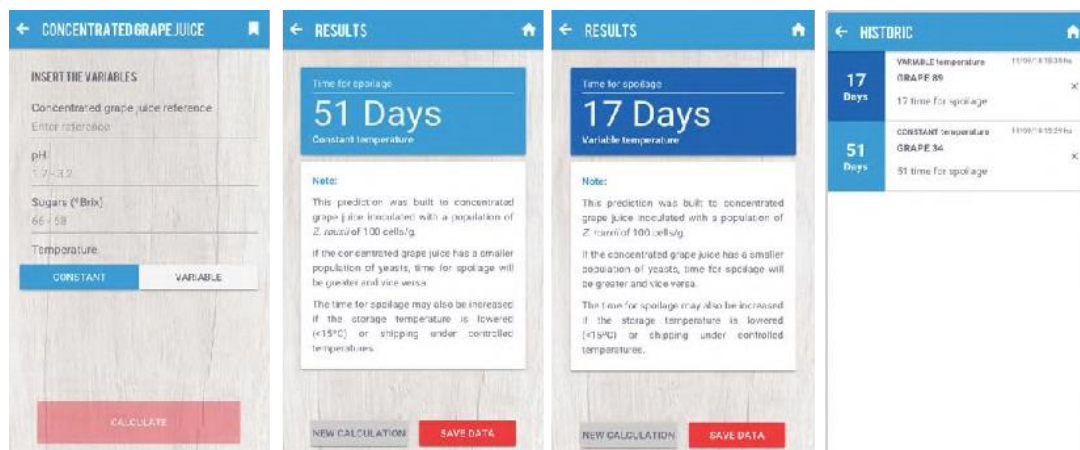 CONCENTRATED GRAPE JUICE
INSERT THE VARIABLES
Concentrated grape juice reference
Enter reference
pH
1.7 - 3.2
Sugars (°Brix)
66 - 68
Temperature
CONSTANT VARIABLE
CALCULATE
RESULTS
Time for spoilage
51 Days
Constant temperature
Note:
This prediction was built to concentrated
grape juice inoculated with a population of
Z. rouxii of 100 cells/g.
If the concentrated grape juice has a smaller
population of yeasts, time for spoilage will
be greater and vice versa.
The time for spoilage may also be increased
if the storage temperature is lowered
(<15°C) or shipping under controlled
temperatures.
NEW CALCULATION SAVE DATA
RESULTS
Time for spoilage
17 Days
Variable temperature
Note:
This prediction was built to concentrated
grape juice inoculated with a population of
Z. rouxii of 100 cells/g.
If the concentrated grape juice has a smaller
population of yeasts, time for spoilage will
be greater and vice versa.
The time for spoilage may also be increased
if the storage temperature is lowered
(<15°C) or shipping under controlled
temperatures.
NEW CALCULATION SAVE DATA
HISTORIC
17
Days
VARIABLE temperature
GRAPE 89
17 time for spoilage
51
Days
CONSTANT temperature
GRAPE 34
51 time for spoilage